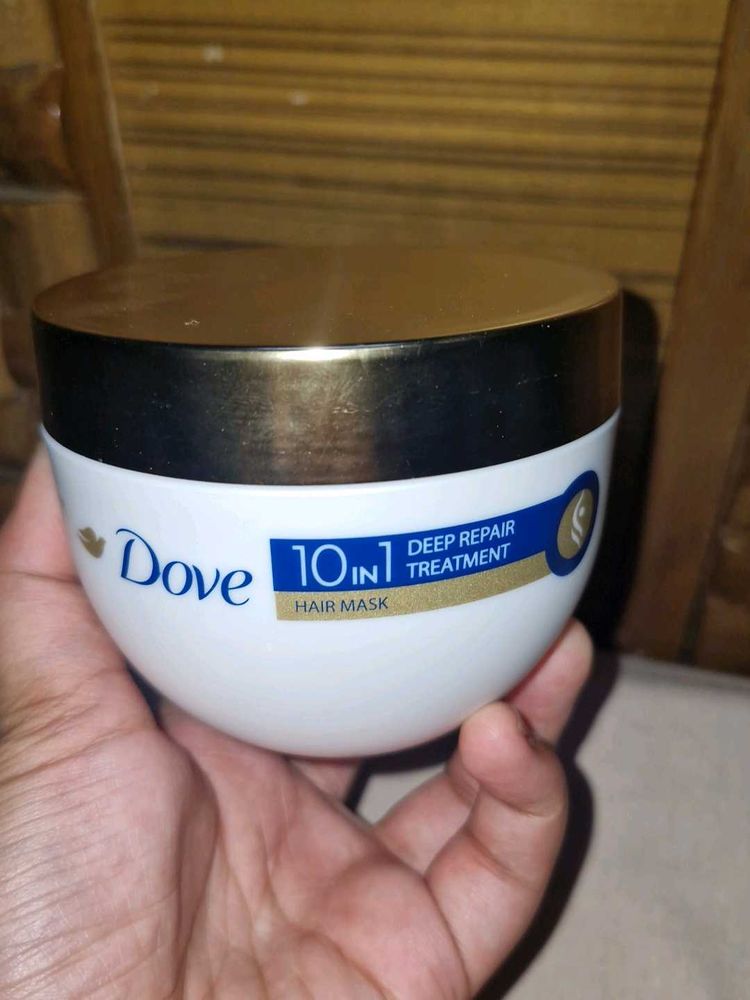 Dove
10 IN 1
DEEP REPAIR
TREATMENT
HAIR MASK